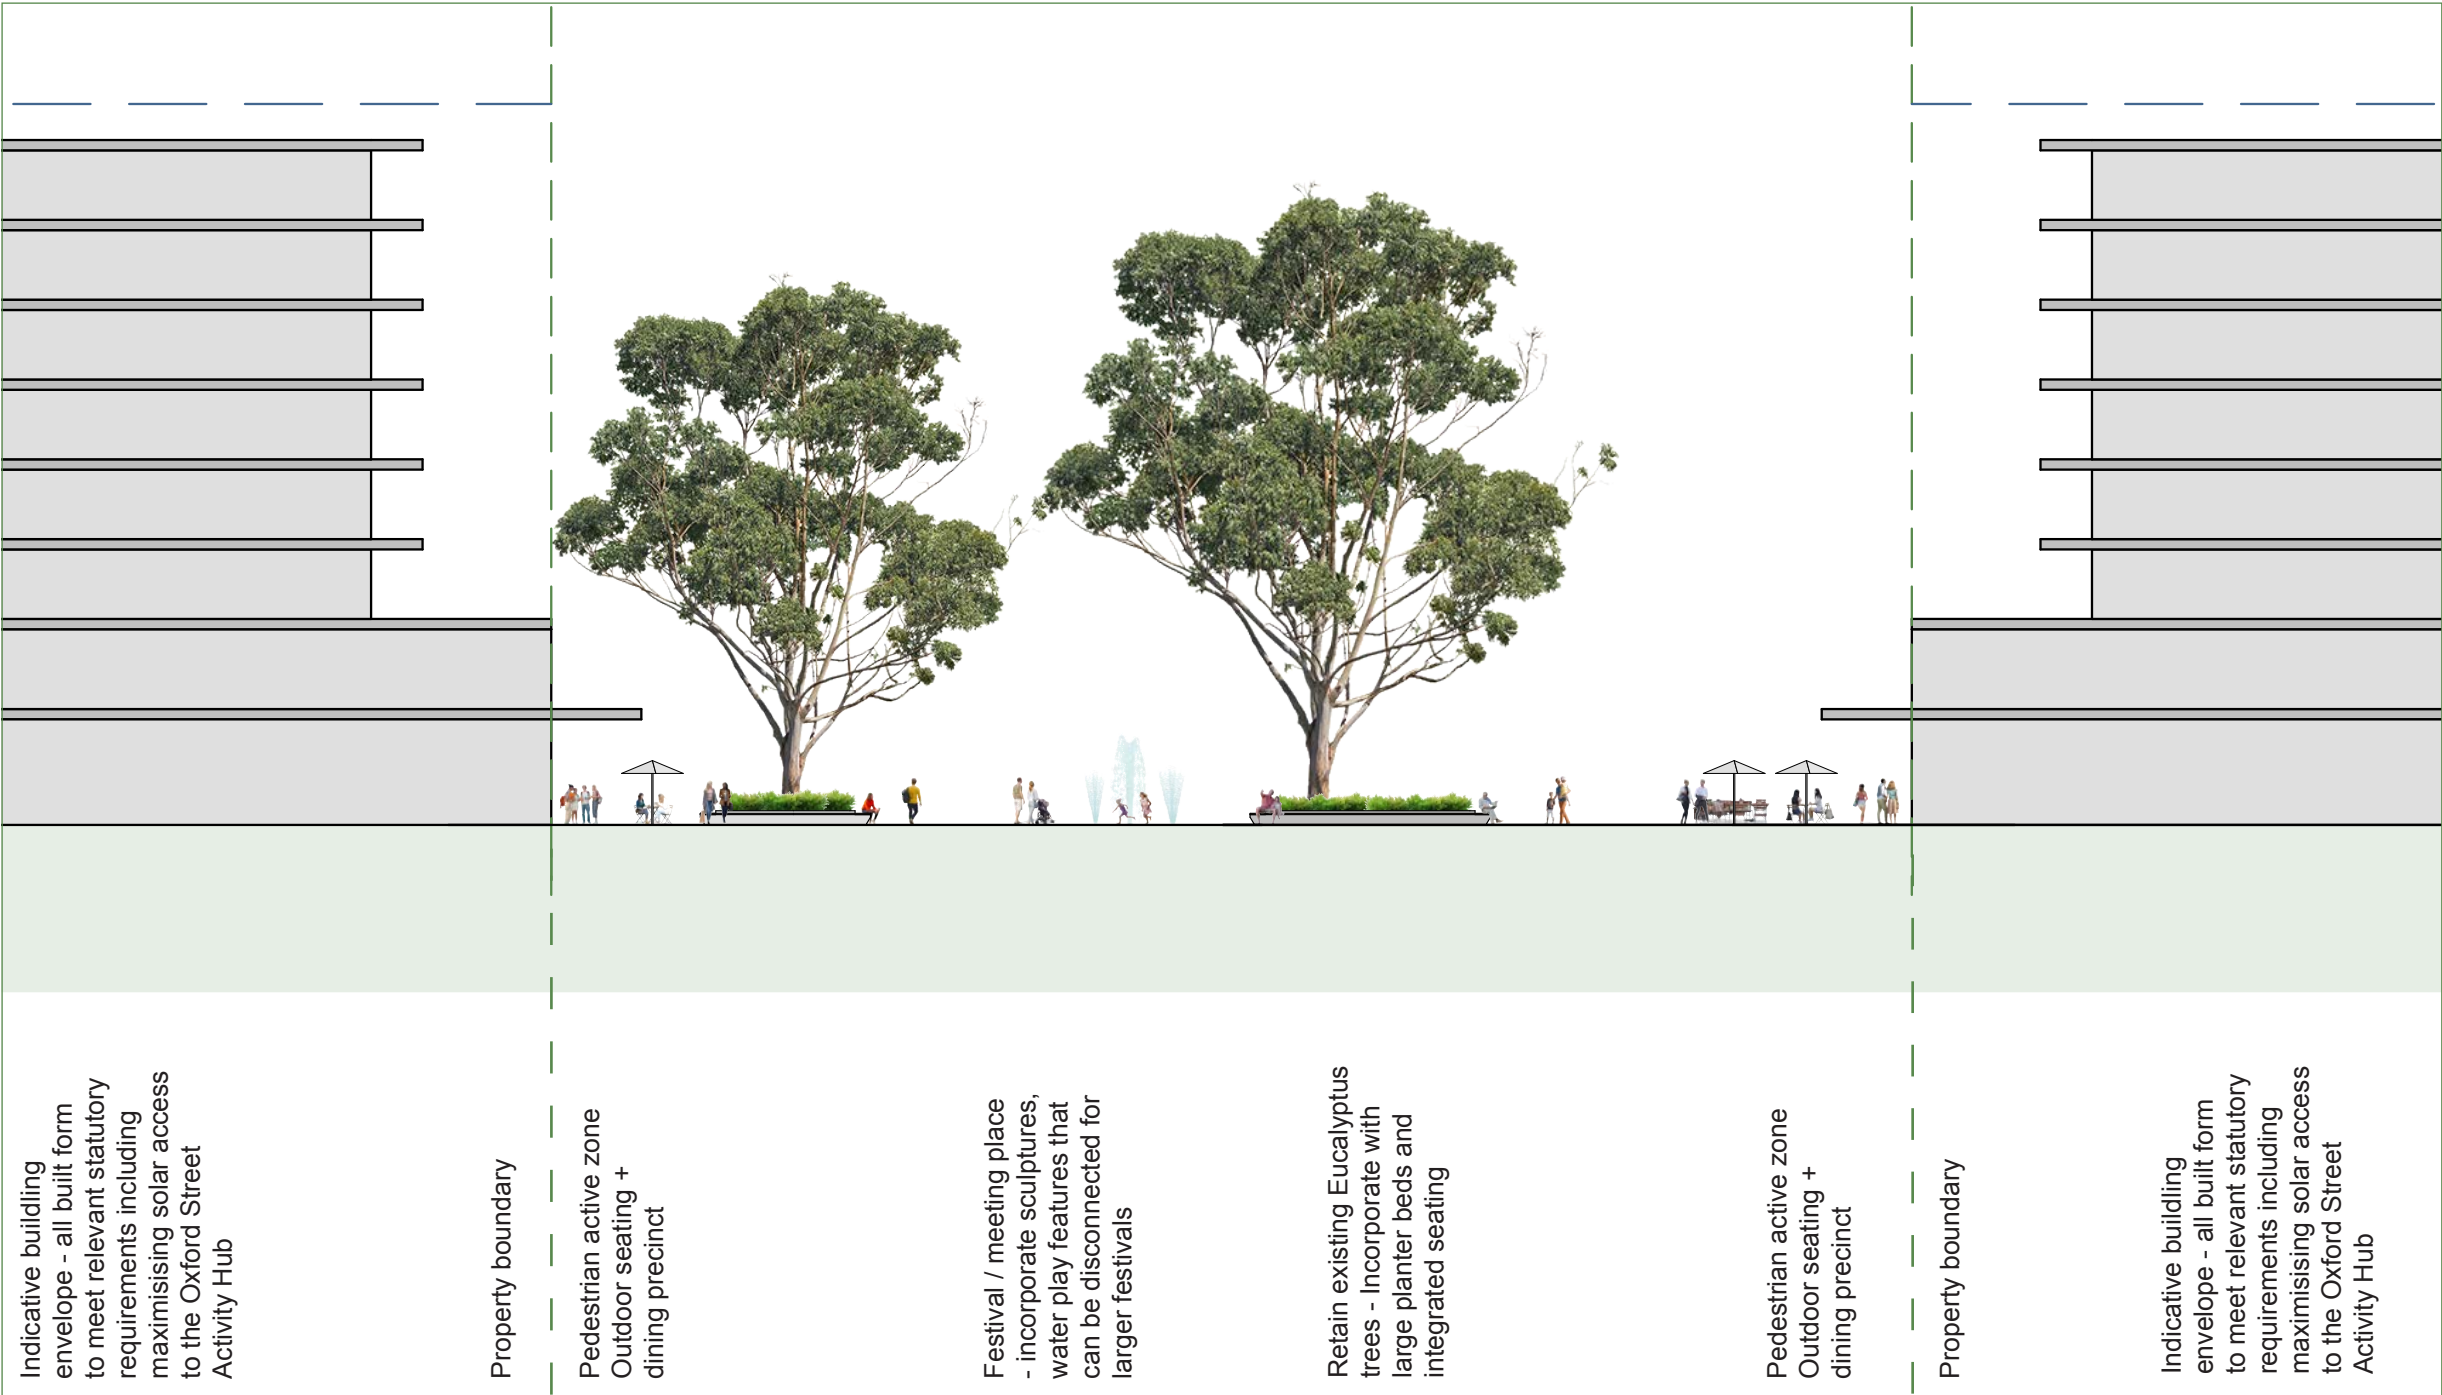 Indicative building
envelope - all built form
to meet relevant statutory
requirements including
maximisising solar access
to the Oxford Street
Activity Hub
Property boundary
Pedestrian active zone
Outdoor seating +
dining precinct
Festival / meeting place
- incorporate sculptures,
water play features that
can be disconnected for
larger festivals
Retain existing Eucalyptus
trees - Incorporate with
large planter beds and
integrated seating
Pedestrian active zone
Outdoor seating +
dining precinct
Property boundary
Indicative building
envelope - all built form
to meet relevant statutory
requirements including
maximisising solar access
to the Oxford Street
Activity Hub